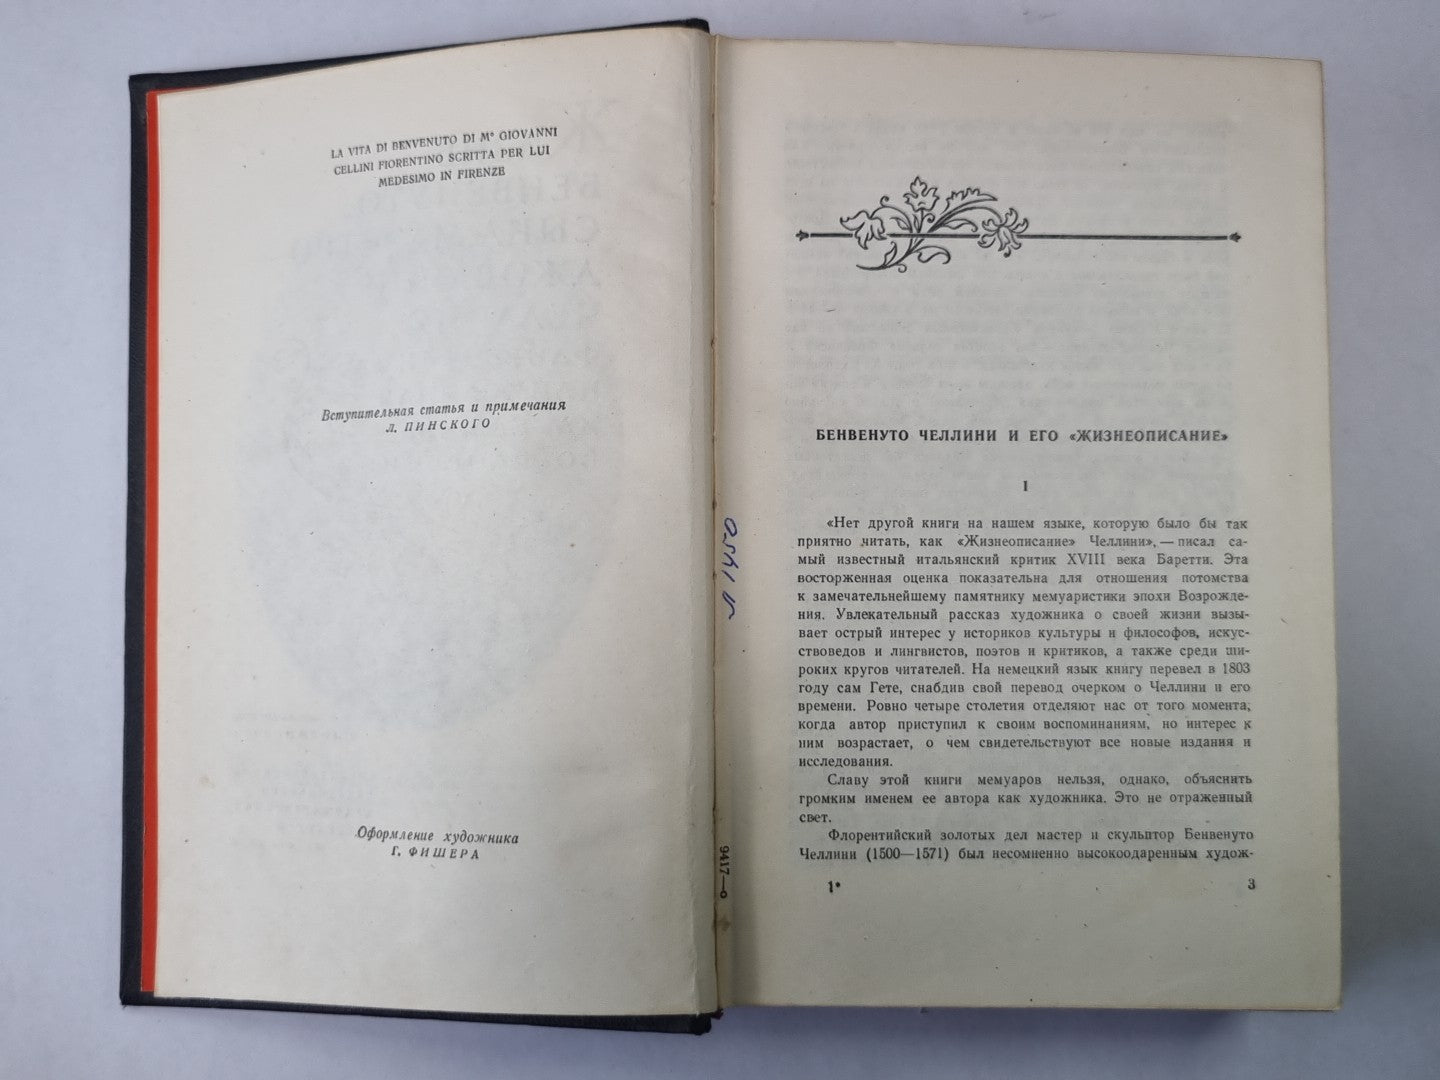 LA VITA DI BENVENUTO DI Mº GIOVANNI
CELLINI FIORENTINO SCRITTA PER LUI
MEDESIMO IN FIRENZE
Вступительная статья и примечания
Л. ПИНСКОГО
Оформление художника
Г. ФИШЕРА
9417—о
БЕНВЕНУТО ЧЕЛЛИНИ И ЕГО «ЖИЗНЕОПИСАНИЕ»
I
«Нет другой книги на нашем языке, которую было бы так
приятно читать, как «Жизнеописание» Челлини»,—писал са-
мый известный итальянский критик XVIII века Баретти. Эта
восторженная оценка показательна для отношения потомства
к замечательнейшему памятнику мемуаристики эпохи Возрожде-
ния. Увлекательный рассказ художника о своей жизни вызы-
вает острый интерес у историков культуры и философов, искус-
ствоведов и лингвистов, поэтов и критиков, а также среди ши-
роких кругов читателей. На немецкий язык книгу перевел в 1803
году сам Гете, снабдив свой перевод очерком о Челлини и его
времени. Ровно четыре столетия отделяют нас от того момента,
когда автор приступил к своим воспоминаниям, но интерес к
ним возрастает, о чем свидетельствуют все новые издания и
исследования.
Славу этой книги мемуаров нельзя, однако, объяснить
громким именем ее автора как художника. Это не отраженный
свет.
Флорентийский золотых дел мастер и скульптор Бенвенуто
Челлини (1500—1571) был несомненно высокоодаренным худож-
1*
3